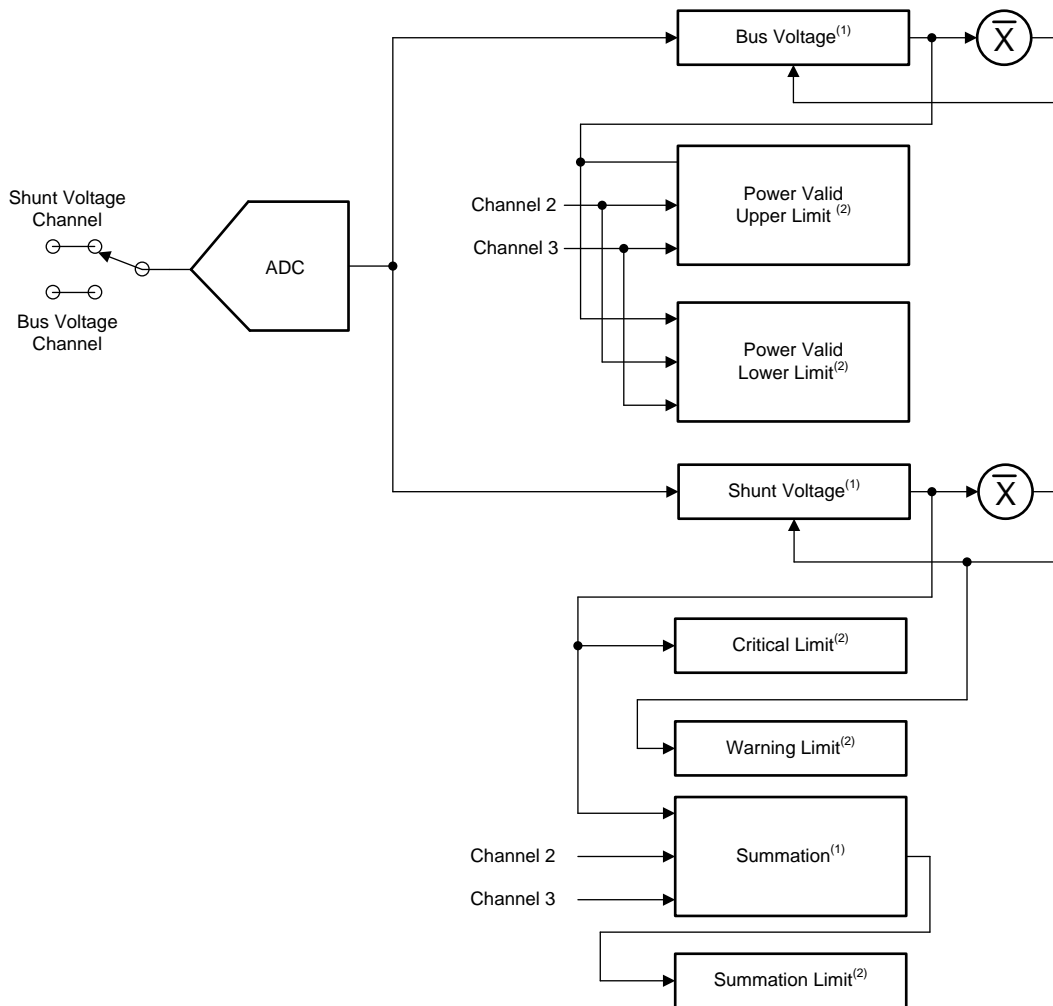 Bus Voltage(1)
X
Power Valid
Upper Limit (2)
Channel 2
Channel 3
Shunt Voltage
Channel
ADC
Bus Voltage
Channel
Power Valid
Lower Limit(2)
Shunt Voltage(1)
X
Critical Limit(2)
Warning Limit(2)
Summation(1)
Channel 2
Channel 3
Summation Limit(2)